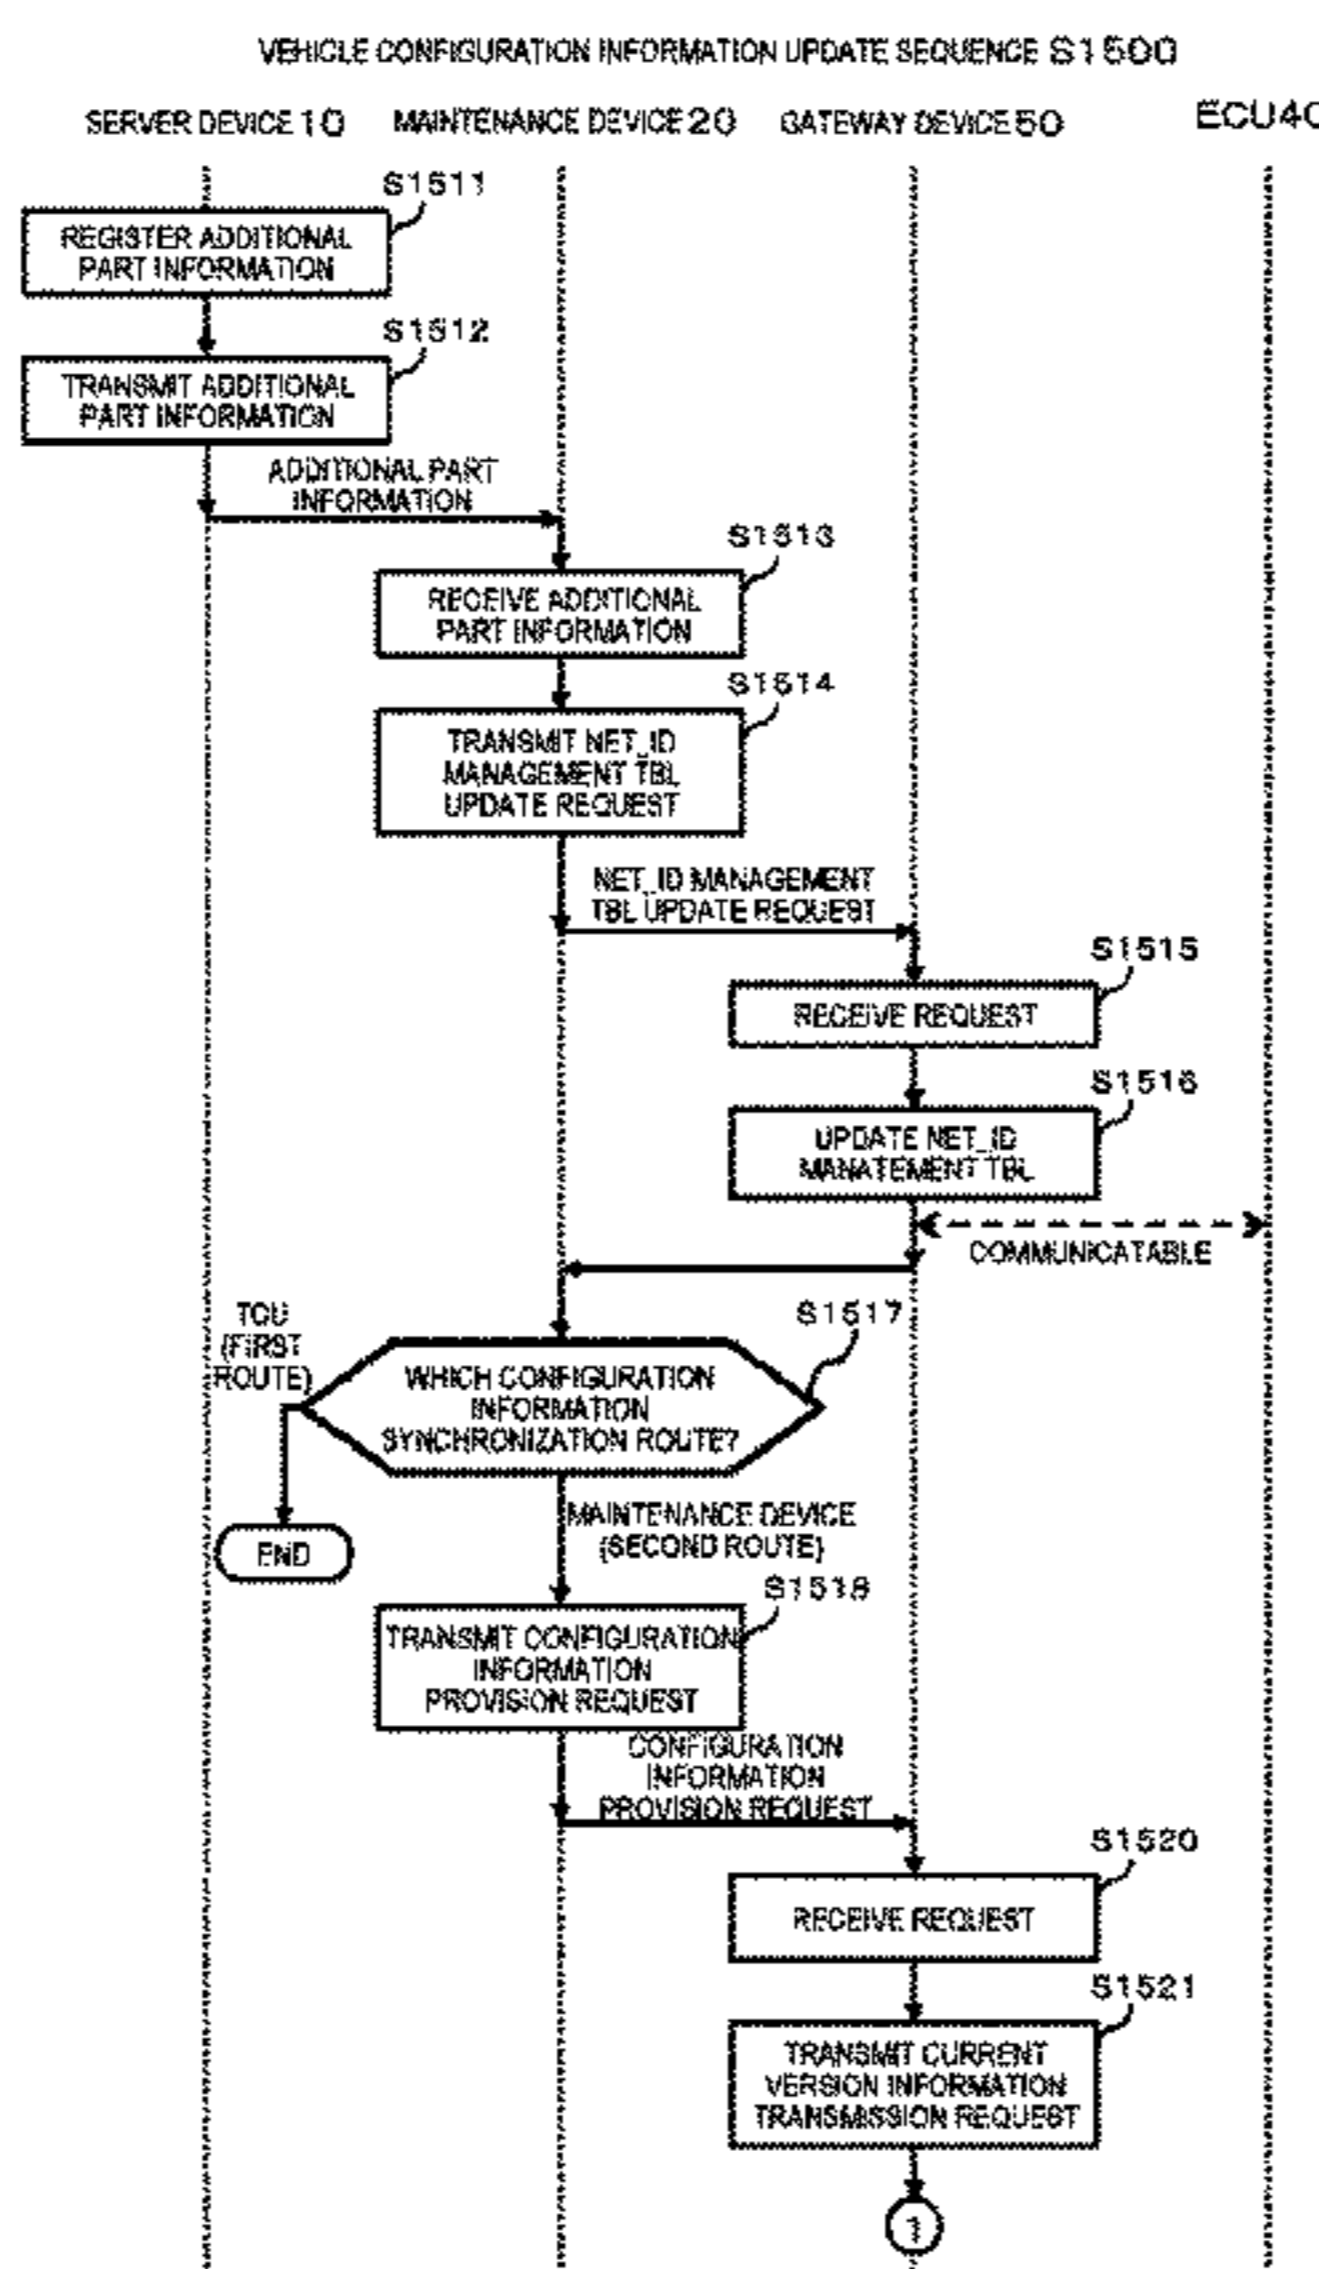 VEHICLE CONFIGURATION INFORMATION UPDATE SEQUENCE S1500
SERVER DEVICE 10
MAINTENANCE DEVICE 20
GATEWAY DEVICE 50
ECU40
S1511
REGISTER ADDITIONAL
PART INFORMATION
S1512
TRANSMIT ADDITIONAL
PART INFORMATION
ADDITIONAL PART
INFORMATION
S1513
RECEIVE ADDITIONAL
PART INFORMATION
S1514
TRANSMIT NET_ID
MANAGEMENT TBL
UPDATE REQUEST
NET_ID MANAGEMENT
TBL UPDATE REQUEST
S1515
RECEIVE REQUEST
S1516
UPDATE NET_ID
MANATEMENT TBL
COMMUNICATABLE
TCU
(FIRST
ROUTE)
S1517
WHICH CONFIGURATION
INFORMATION
SYNCHRONIZATION ROUTE?
END
MAINTENANCE DEVICE
(SECOND ROUTE)
S1518
TRANSMIT CONFIGURATION
INFORMATION
PROVISION REQUEST
CONFIGURATION
INFORMATION
PROVISION REQUEST
S1520
RECEIVE REQUEST
S1521
TRANSMIT CURRENT
VERSION INFORMATION
TRANSMISSION REQUEST
1